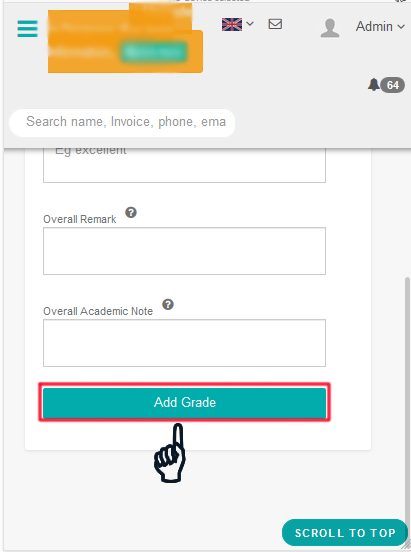 Admin
64
Search name, Invoice, phone, ema
Eg excellent
Overall Remark ?
Overall Academic Note ?
Add Grade
SCROLL TO TOP